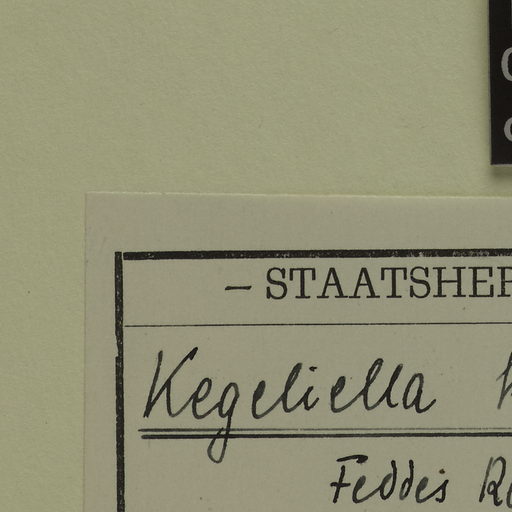 – STAATSHER
Kegeliella
Feddes